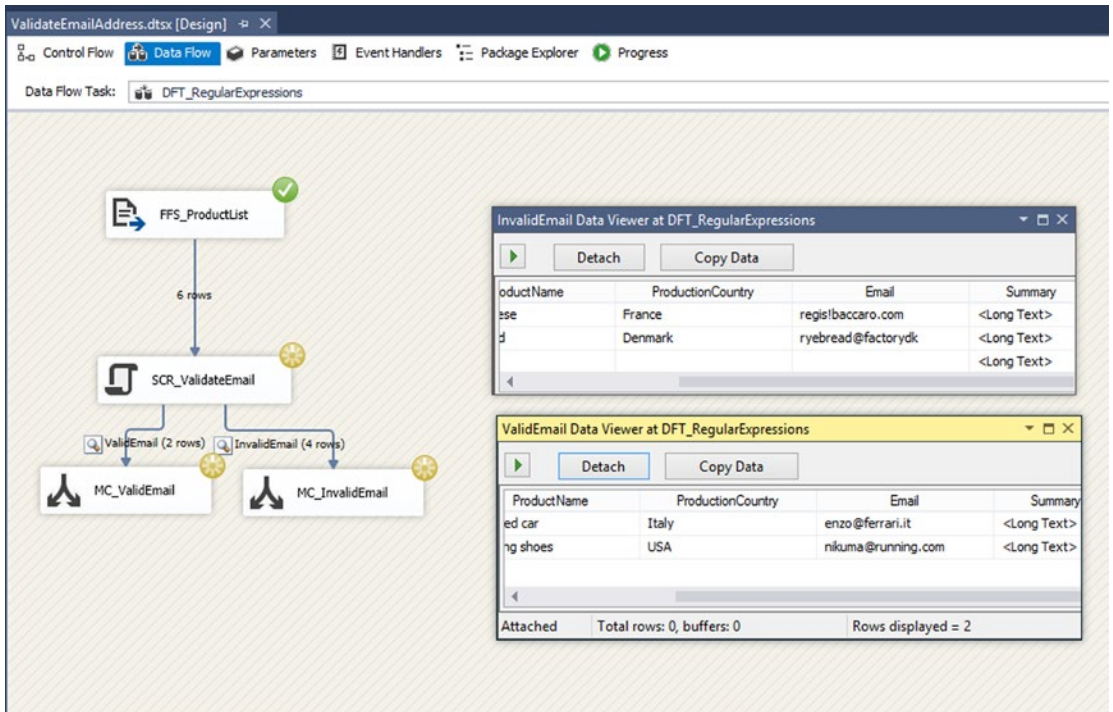 ValidateEmailAddress.dtsx [Design]
Control Flow Data Flow Parameters Event Handlers Package Explorer Progress
Data Flow Task: DFT_RegularExpressions
FFS_ProductList
6 rows
SCR_ValidateEmail
ValidEmail (2 rows) InvalidEmail (4 rows)
MC_ValidEmail MC_InvalidEmail
InvalidEmail Data Viewer at DFT_RegularExpressions
Detach Copy Data
oductName ProductionCountry Email Summary
ese France regis!baccaro.com <Long Text>
d Denmark ryebread@factorydk <Long Text>
<Long Text>
ValidEmail Data Viewer at DFT_RegularExpressions
Detach Copy Data
ProductName ProductionCountry Email Summary
ed car Italy enzo@ferrari.it <Long Text>
ng shoes USA nikuma@running.com <Long Text>
Attached Total rows: 0, buffers: 0 Rows displayed = 2